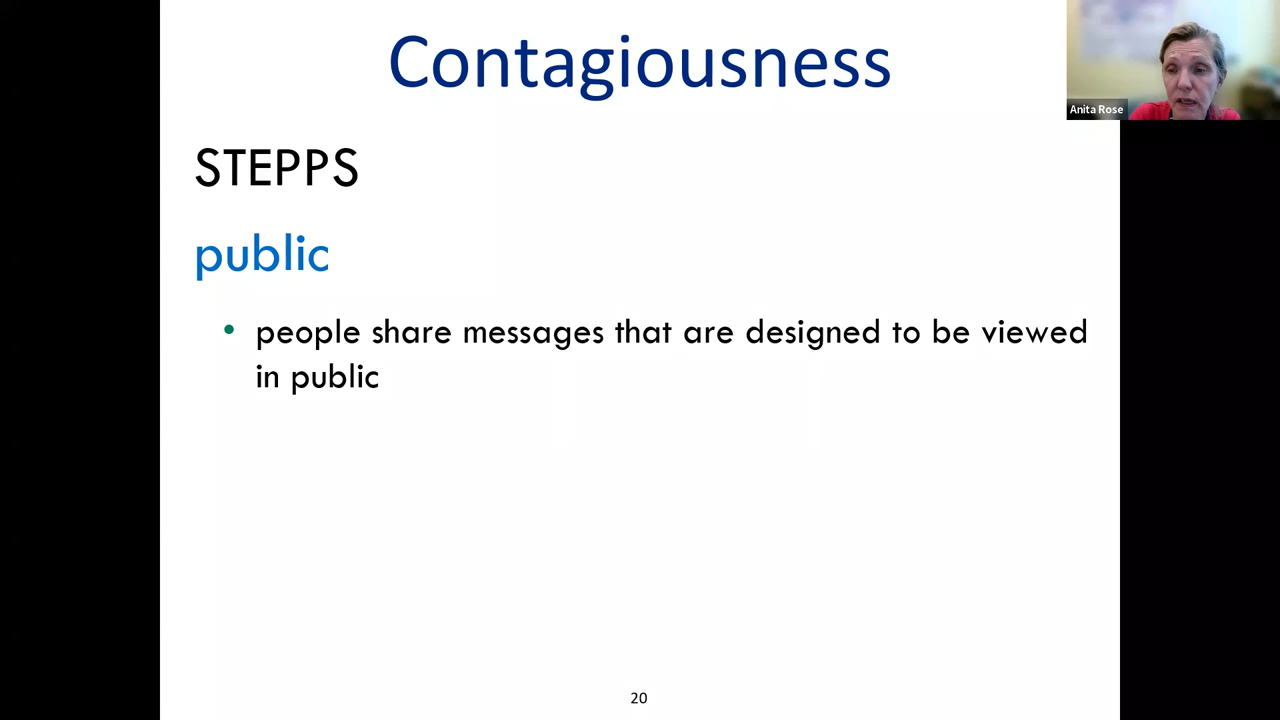 Contagiousness
Anita Rose
STEPPS
public
• people share messages that are designed to be viewed
in public
20